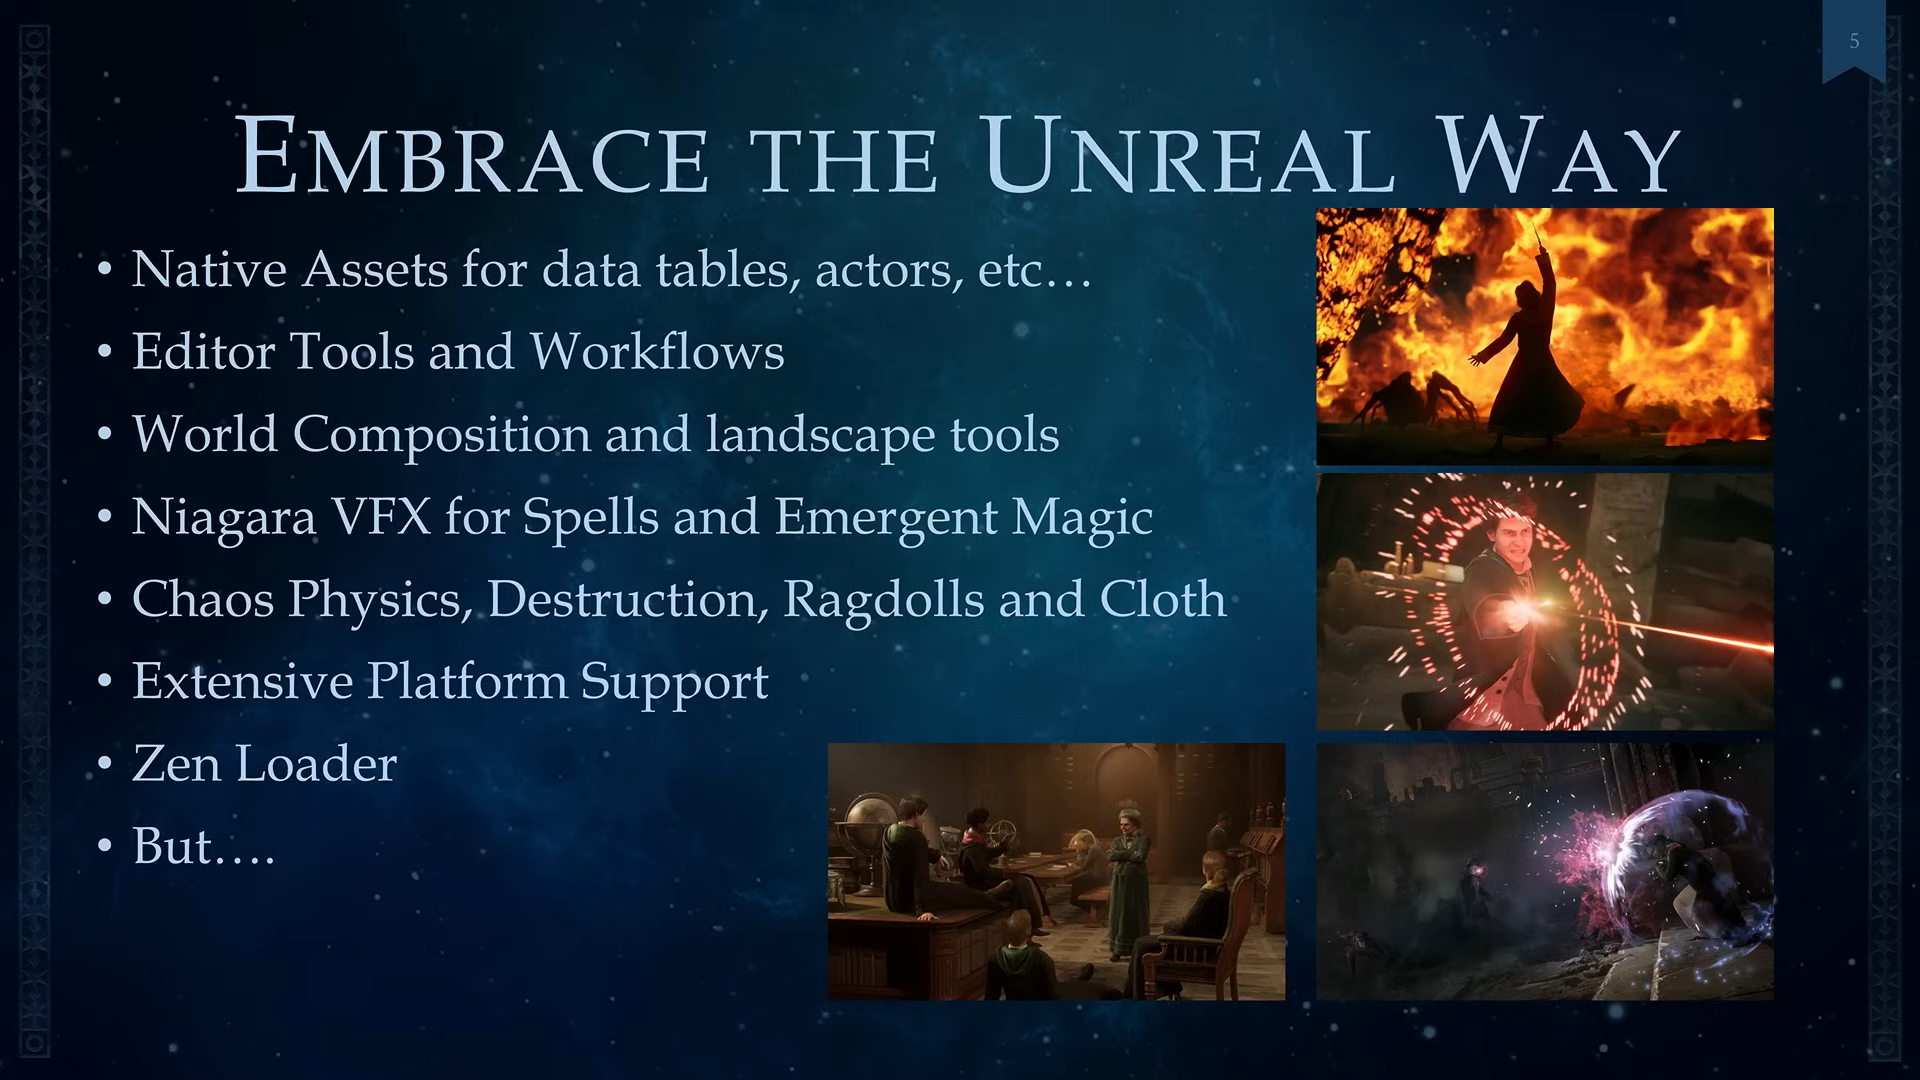 5
Embrace the Unreal Way
• Native Assets for data tables, actors, etc…
• Editor Tools and Workflows
• World Composition and landscape tools
• Niagara VFX for Spells and Emergent Magic
• Chaos Physics, Destruction, Ragdolls and Cloth
• Extensive Platform Support
• Zen Loader
• But….